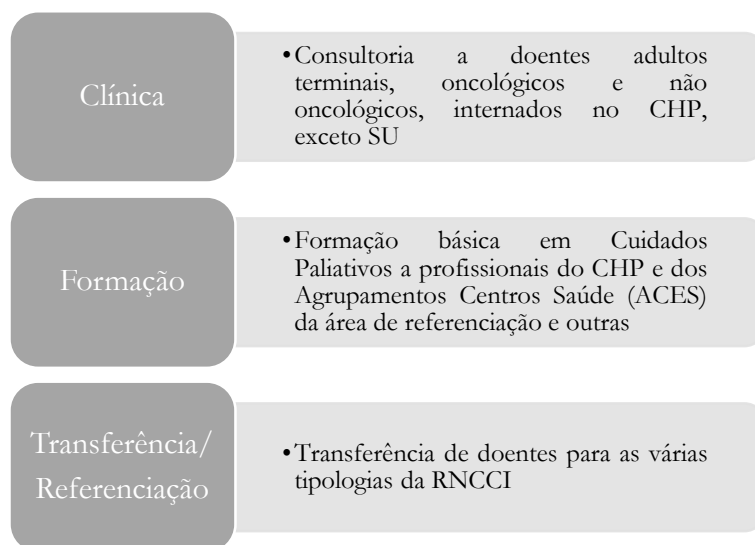 Clínica
•Consultoria a doentes adultos
terminais, oncológicos e não
oncológicos, internados no CHP,
exceto SU
Formação
•Formação básica em Cuidados
Paliativos a profissionais do CHP e dos
Agrupamentos Centros Saúde (ACES)
da área de referenciação e outras
Transferência/
Referenciação
•Transferência de doentes para as várias
tipologias da RNCCI